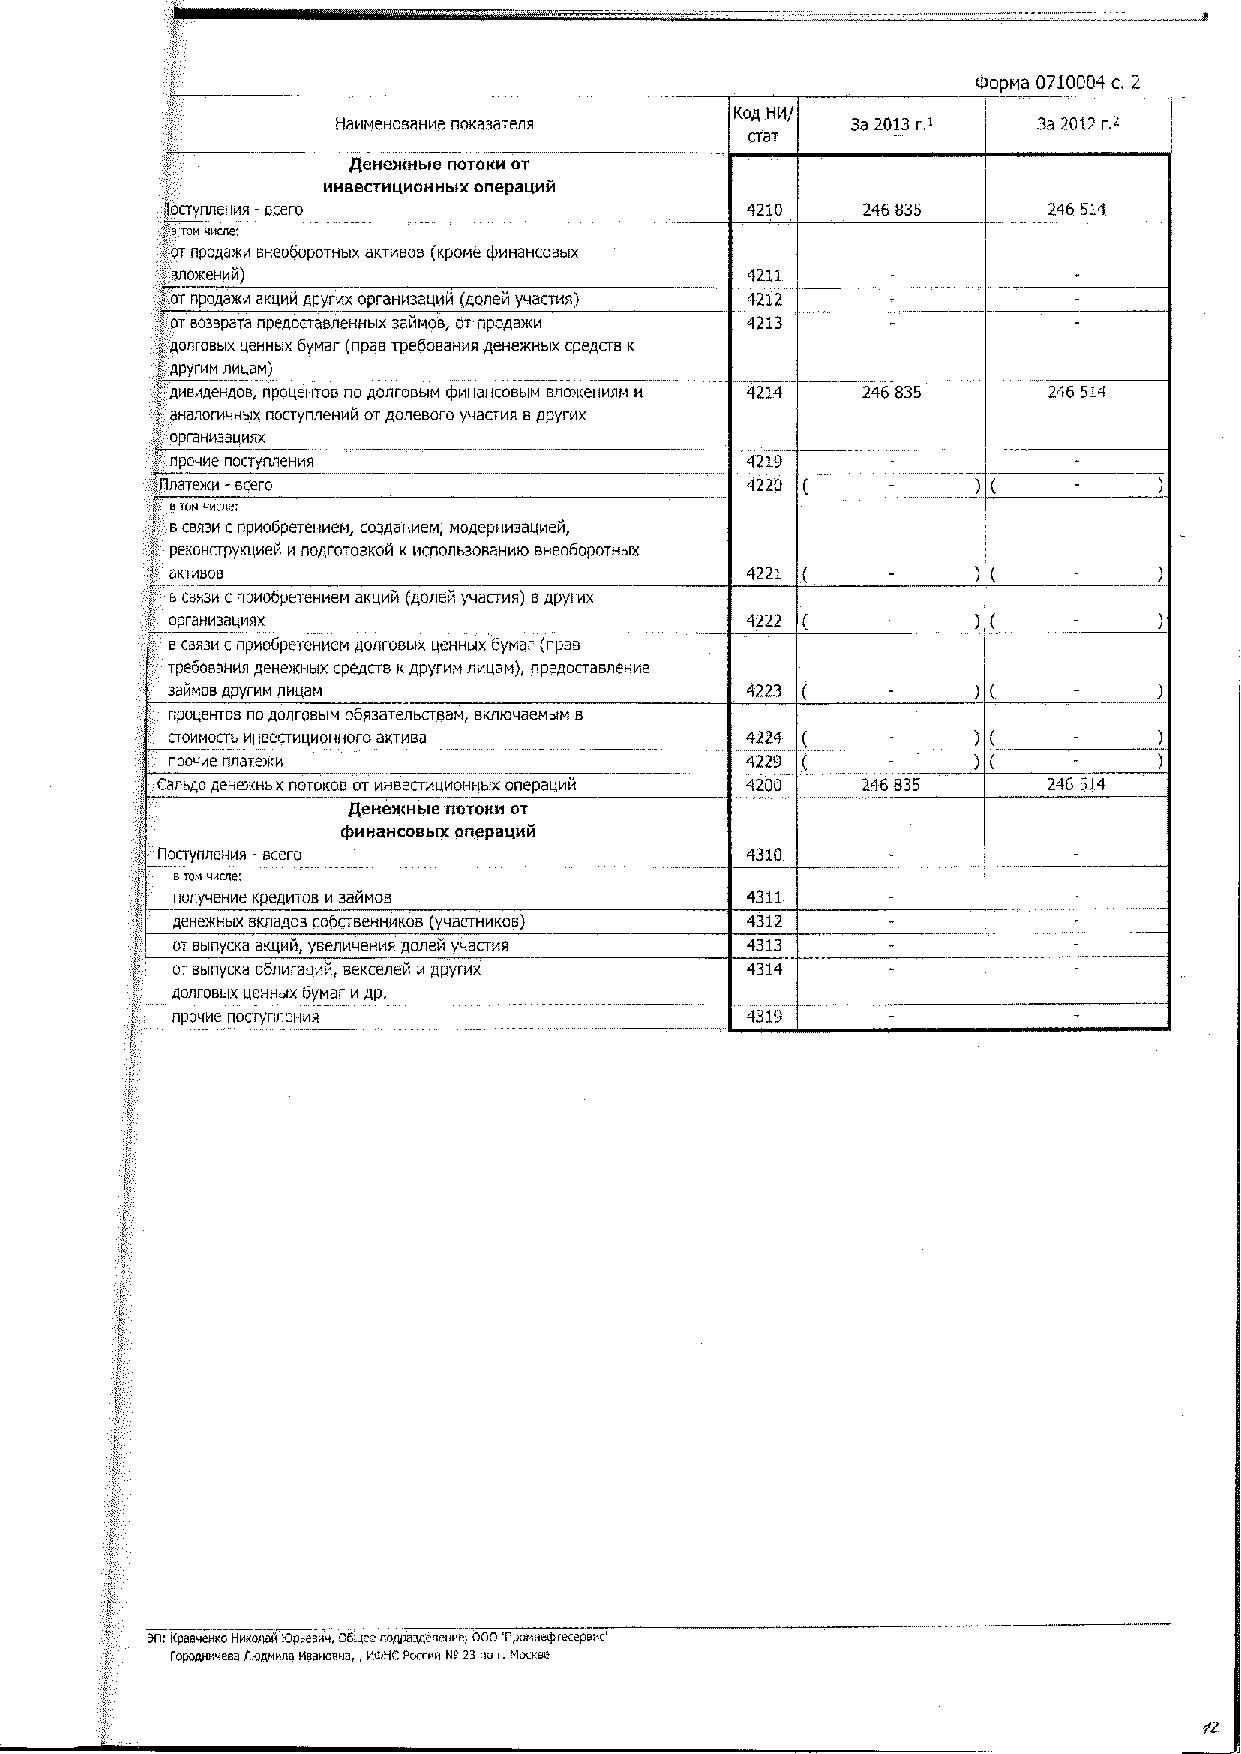 Форма 0710004 с. 2
Наименование показателя Код НИ/ стат За 2013 г.¹ За 2012 г.²
Денежные потоки от
инвестиционных операций
Поступления - всего 4210 246 835 246 514
в том числе:
от продажи внеоборотных активов (кроме финансовых
вложений) 4211 - -
от продажи акций других организаций (долей участия) 4212 - -
от возврата предоставленных займов, от продажи 4213 - -
долговых ценных бумаг (прав требования денежных средств к
другим лицам)
дивидендов, процентов по долговым финансовым вложениям и 4214 246 835 246 514
аналогичных поступлений от долевого участия в других
организациях
прочие поступления 4219 - -
Платежи - всего 4220 ( - ) ( - )
в том числе:
в связи с приобретением, созданием, модернизацией,
реконструкцией и подготовкой к использованию внеоборотных
активов 4221 ( - ) ( - )
в связи с приобретением акций (долей участия) в других
организациях 4222 ( - ) ( - )
в связи с приобретением долговых ценных бумаг (прав
требования денежных средств к другим лицам), предоставление
займов другим лицам 4223 ( - ) ( - )
процентов по долговым обязательствам, включаемым в
стоимость инвестиционного актива 4224 ( - ) ( - )
прочие платежи 4229 ( - ) ( - )
Сальдо денежных потоков от инвестиционных операций 4200 246 835 246 514
Денежные потоки от
финансовых операций
Поступления - всего 4310 - -
в том числе:
получение кредитов и займов 4311 - -
денежных вкладов собственников (участников) 4312 - -
от выпуска акций, увеличения долей участия 4313 - -
от выпуска облигаций, векселей и других 4314 - -
долговых ценных бумаг и др.
прочие поступления 4319 - -
ЭП: Кравченко Николай Юрьевич, Общее подразделение, ООО "Промнефтесервис"
Городничева Людмила Ивановна, , ИФНС России № 23 по г. Москве
12